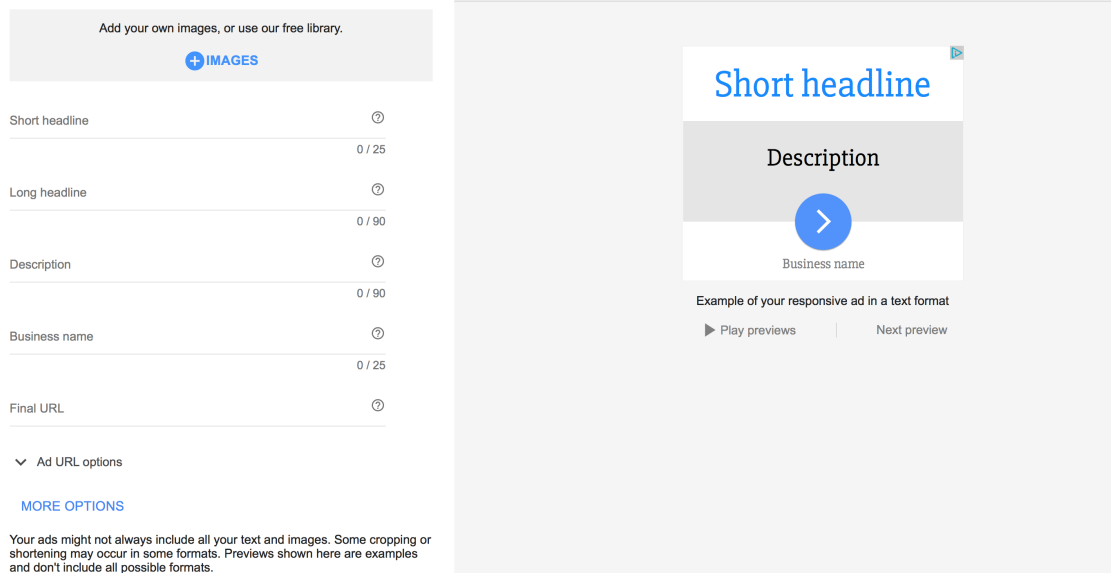 Add your own images, or use our free library.
IMAGES
Short headline
0 / 25
Long headline
0 / 90
Description
0 / 90
Business name
0 / 25
Final URL
Ad URL options
MORE OPTIONS
Your ads might not always include all your text and images. Some cropping or
shortening may occur in some formats. Previews shown here are examples
and don't include all possible formats.
Short headline
Description
Business name
Example of your responsive ad in a text format
Play previews
Next preview